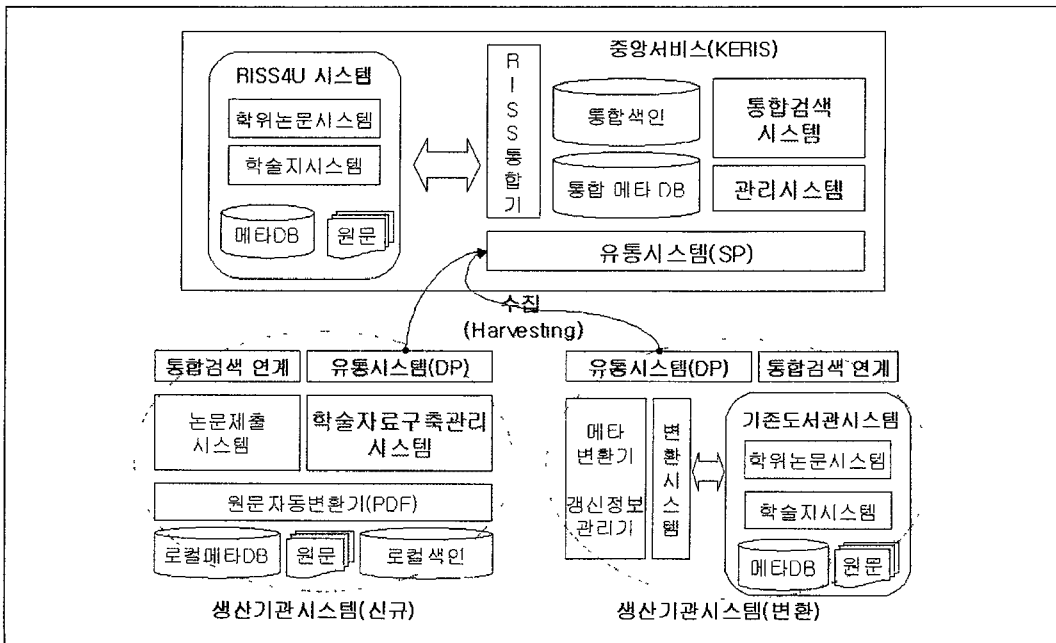 중앙서비스(KERIS)
RISS4U 시스템
학위논문시스템
학술지시스템
메타DB
원문
RISS통합기
통합색인
통합 메타 DB
통합검색
시스템
관리시스템
유통시스템(SP)
수집
(Harvesting)
통합검색 연계
유통시스템(DP)
논문제출
시스템
학술자료구축관리
시스템
원문자동변환기(PDF)
로컬메타DB
원문
로컬색인
생산기관시스템(신규)
유통시스템(DP)
통합검색 연계
메타
변환기
갱신정보
관리기
변환시스템
기존도서관시스템
학위논문시스템
학술지시스템
메타DB
원문
생산기관시스템(변환)